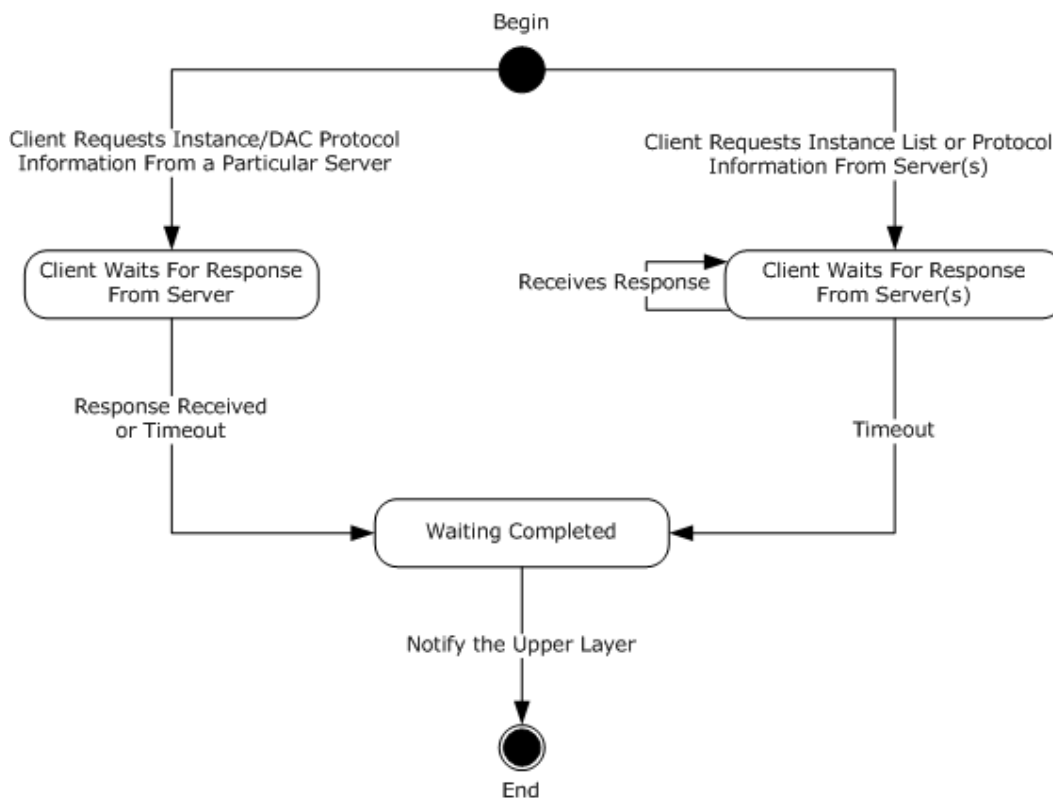 Begin
Client Requests Instance/DAC Protocol
Information From a Particular Server
Client Requests Instance List or Protocol
Information From Server(s)
Client Waits For Response
From Server
Receives Response
Client Waits For Response
From Server(s)
Response Received
or Timeout
Timeout
Waiting Completed
Notify the Upper Layer
End